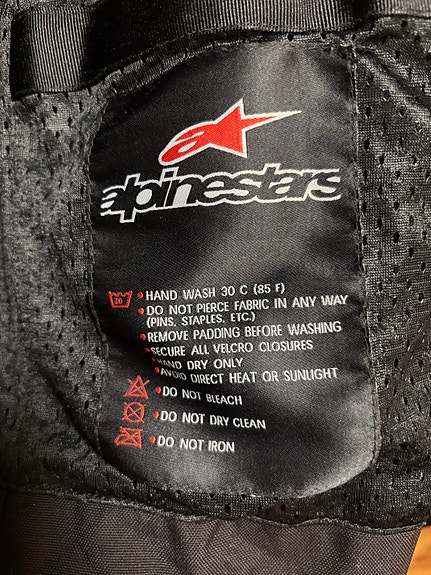 alpinestars
30
HAND WASH 30 C (85 F)
DO NOT PIERCE FABRIC IN ANY WAY
(PINS, STAPLES, ETC.)
REMOVE PADDING BEFORE WASHING
SECURE ALL VELCRO CLOSURES
HAND DRY ONLY
AVOID DIRECT HEAT OR SUNLIGHT
DO NOT BLEACH
DO NOT DRY CLEAN
DO NOT IRON